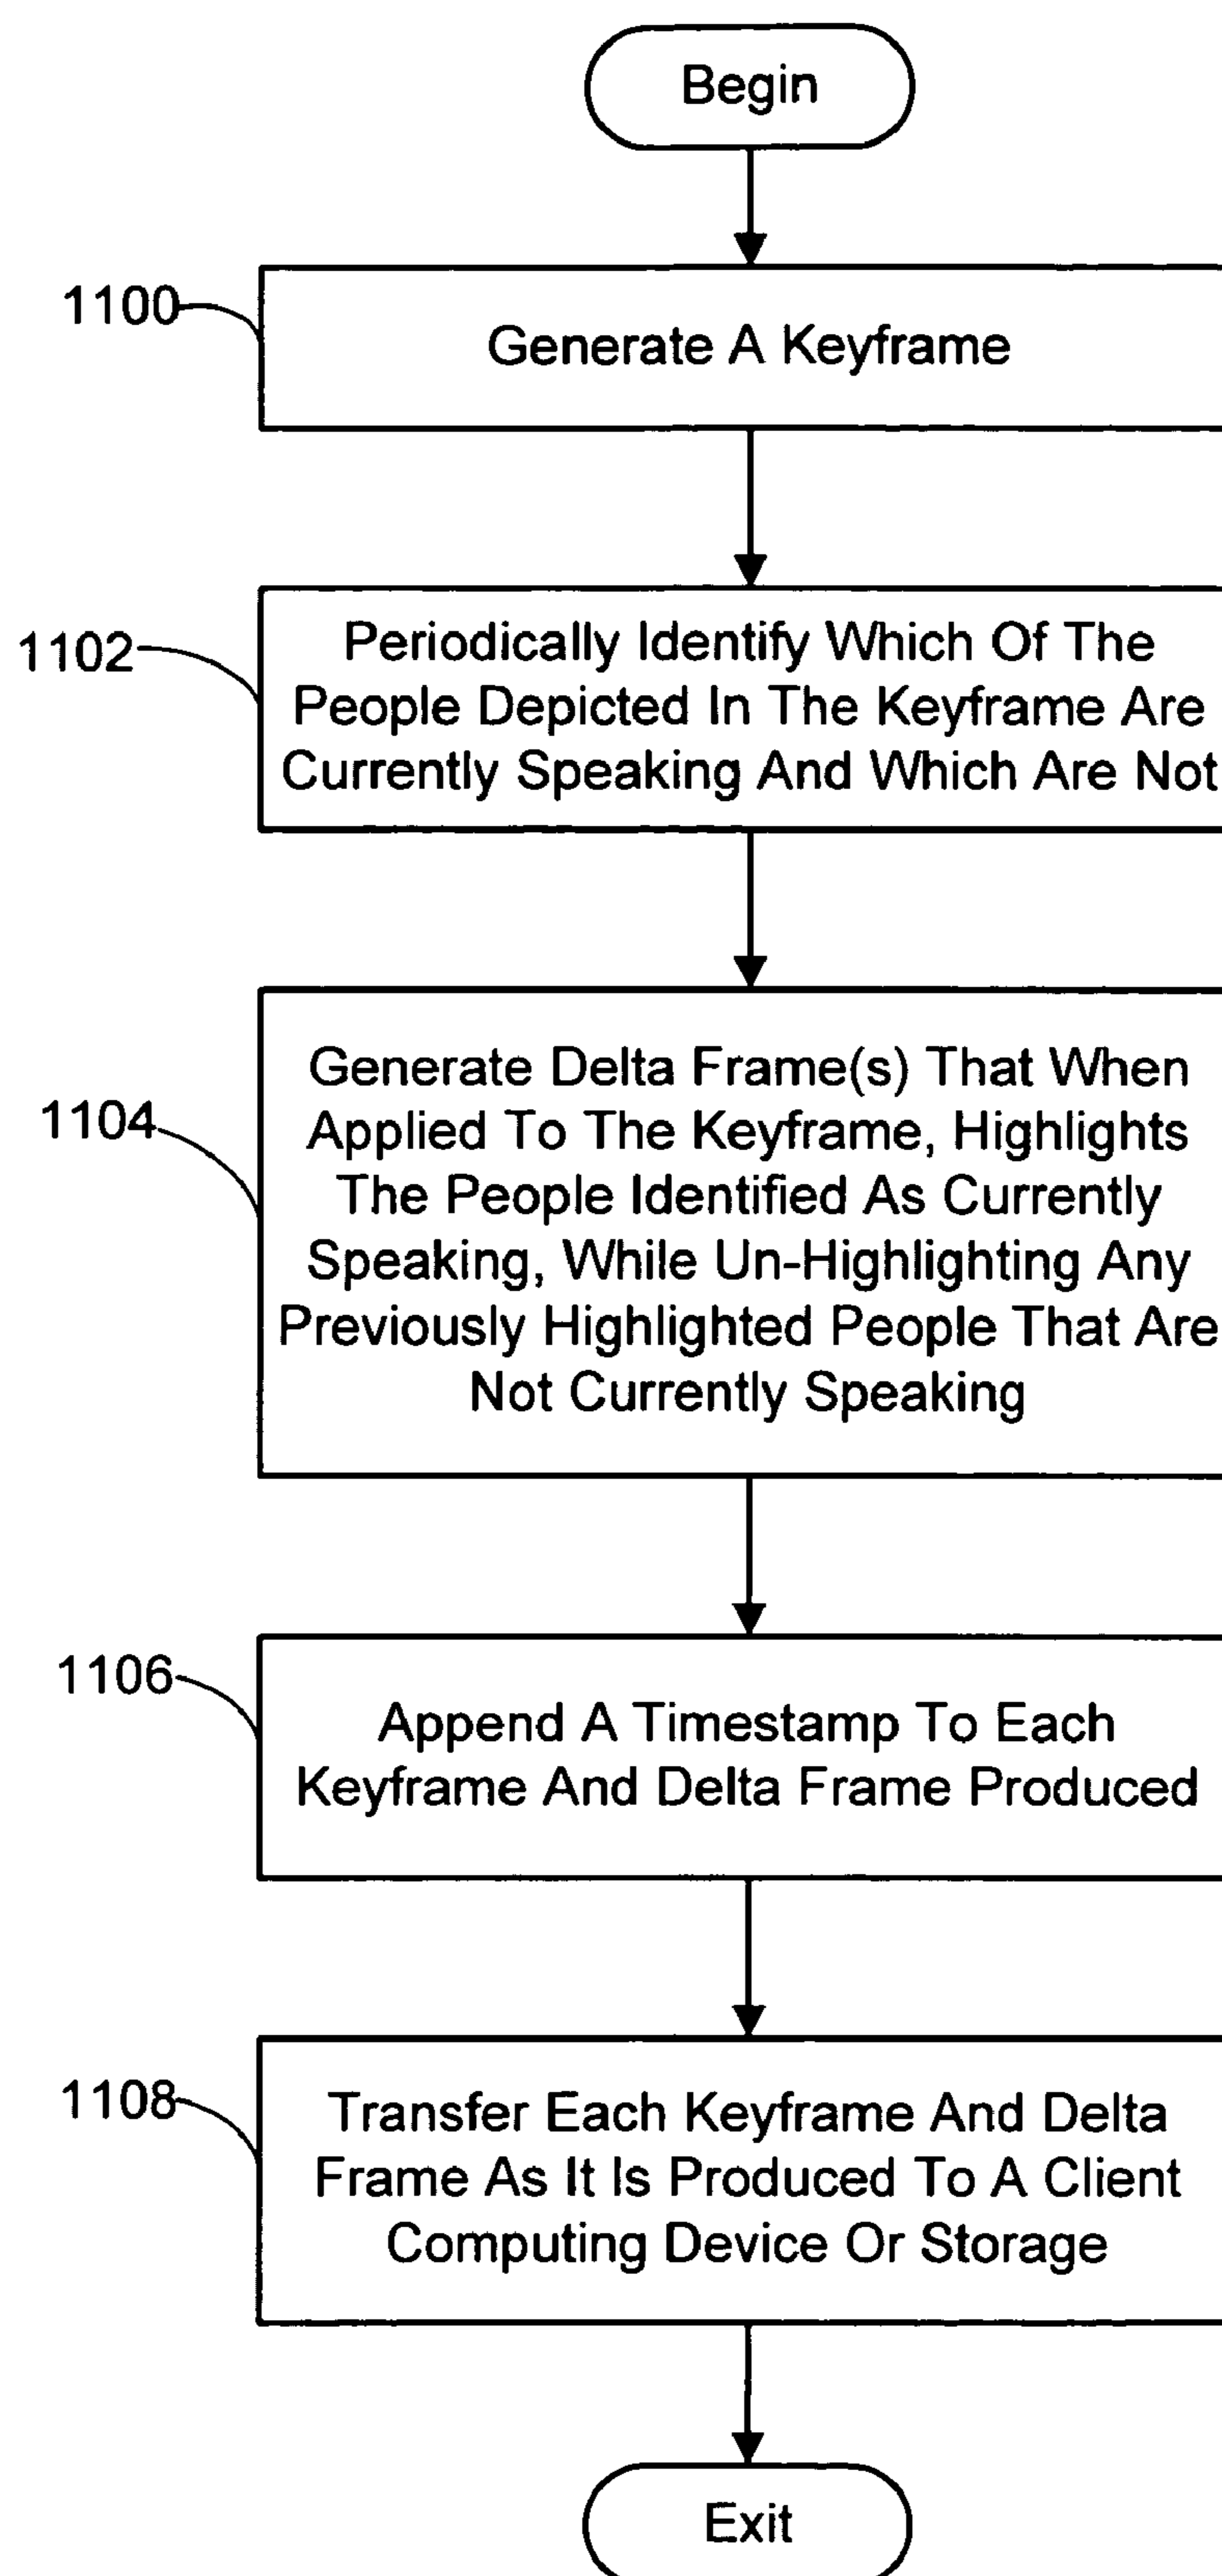 Begin
1100
Generate A Keyframe
1102
Periodically Identify Which Of The
People Depicted In The Keyframe Are
Currently Speaking And Which Are Not
1104
Generate Delta Frame(s) That When
Applied To The Keyframe, Highlights
The People Identified As Currently
Speaking, While Un-Highlighting Any
Previously Highlighted People That Are
Not Currently Speaking
1106
Append A Timestamp To Each
Keyframe And Delta Frame Produced
1108
Transfer Each Keyframe And Delta
Frame As It Is Produced To A Client
Computing Device Or Storage
Exit